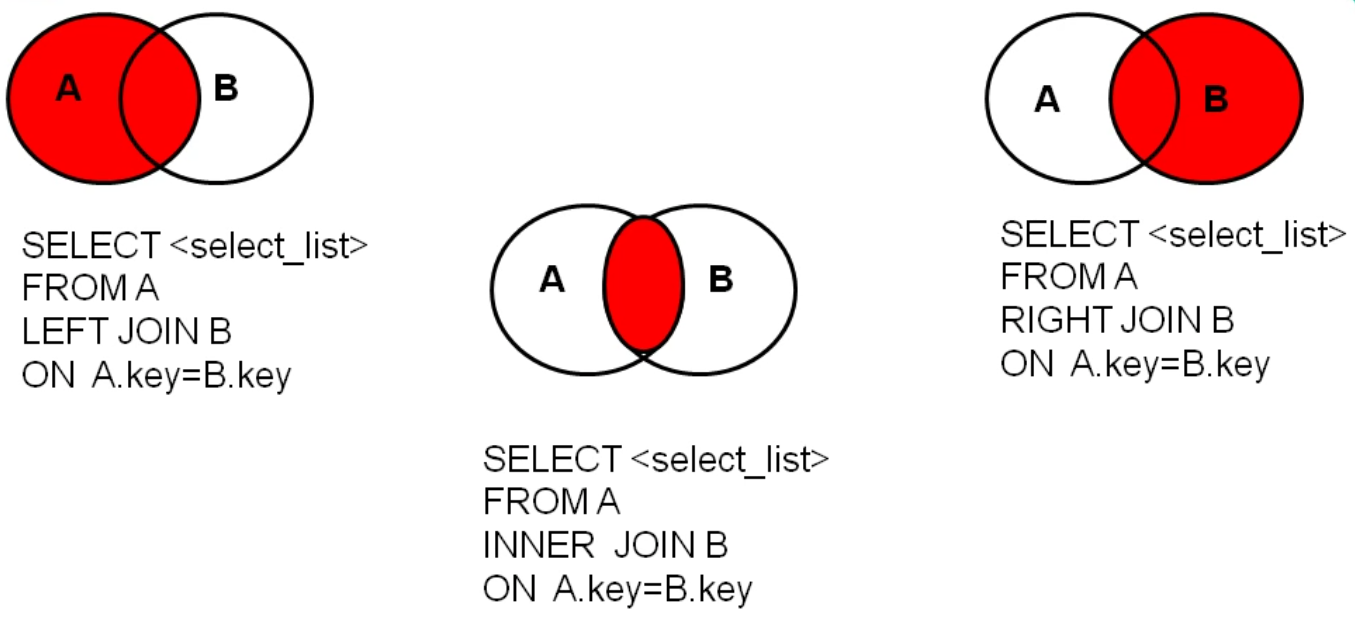 A B
SELECT <select_list>
FROM A
LEFT JOIN B
ON A.key=B.key
A B
SELECT <select_list>
FROM A
INNER JOIN B
ON A.key=B.key
A B
SELECT <select_list>
FROM A
RIGHT JOIN B
ON A.key=B.key